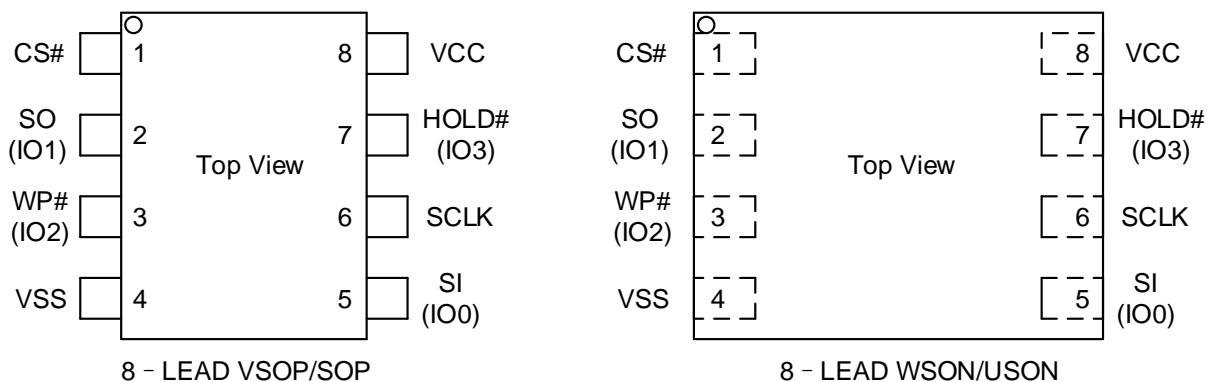 CS#
1
8
VCC
SO
(IO1)
2
7
HOLD#
(IO3)
Top View
WP#
(IO2)
3
6
SCLK
VSS
4
5
SI
(IO0)
8 – LEAD VSOP/SOP
CS#
1
8
VCC
SO
(IO1)
2
7
HOLD#
(IO3)
Top View
WP#
(IO2)
3
6
SCLK
VSS
4
5
SI
(IO0)
8 – LEAD WSON/USON